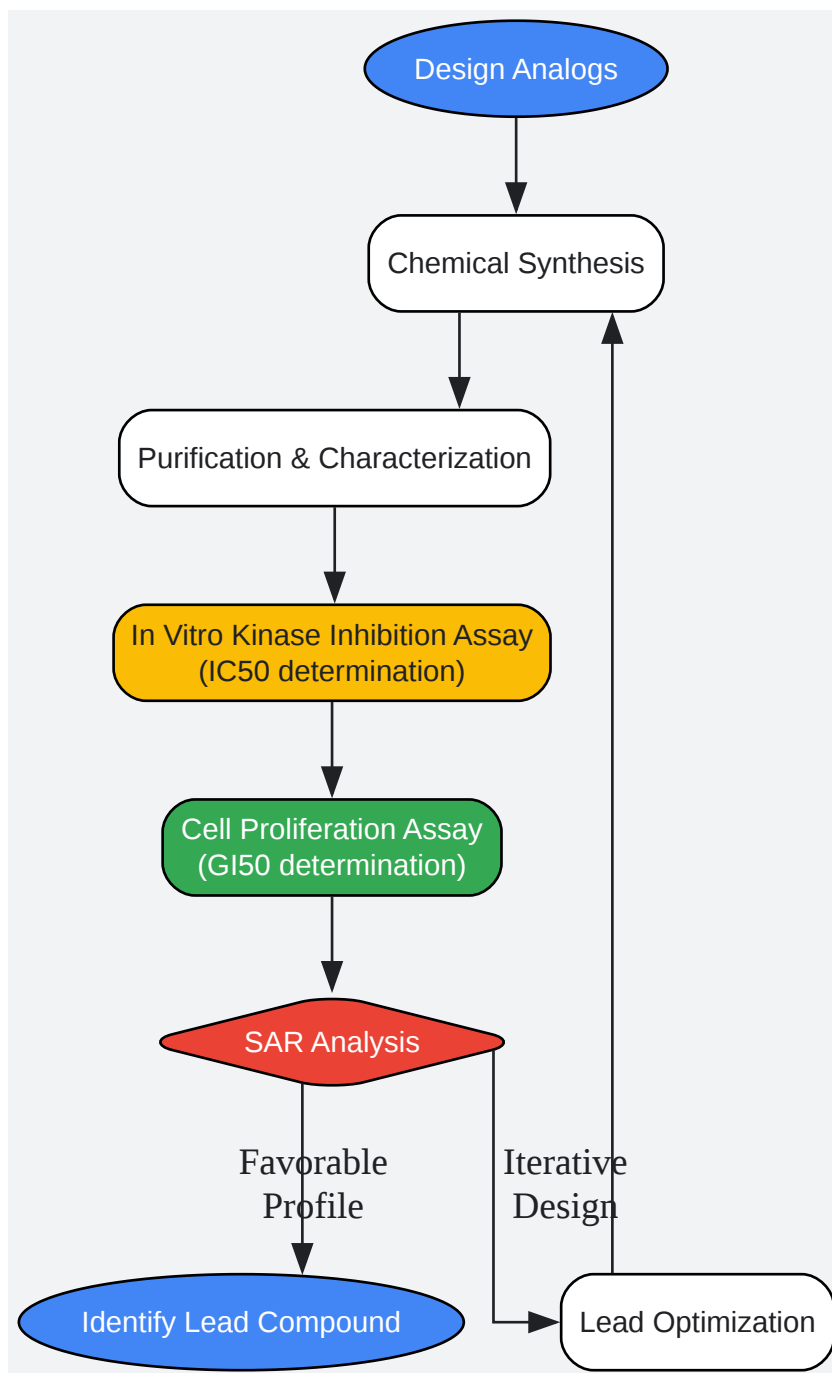 Design Analogs
Chemical Synthesis
Purification & Characterization
In Vitro Kinase Inhibition Assay
(IC50 determination)
Cell Proliferation Assay
(GI50 determination)
SAR Analysis
Favorable
Profile
Iterative
Design
Identify Lead Compound
Lead Optimization